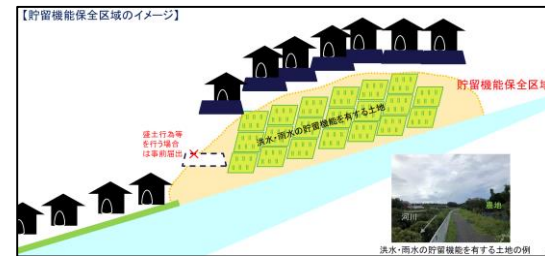 【貯留機能保全区域のイメージ】
貯留機能保全区域
洪水・雨水の貯留機能を有する土地
盛土行為等
を行う場合
は事前届出
農地
河川
洪水・雨水の貯留機能を有する土地の例